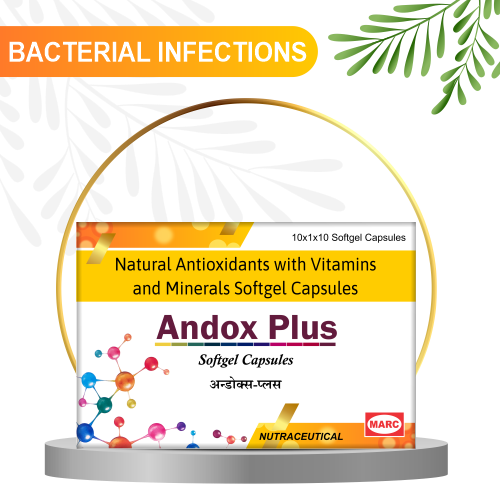 BACTERIAL INFECTIONS
10x1x10 Softgel Capsules
Natural Antioxidants with Vitamins
and Minerals Softgel Capsules
Andox Plus
Softgel Capsules
अन्डोक्स-प्लस
NUTRACEUTICAL
MARC